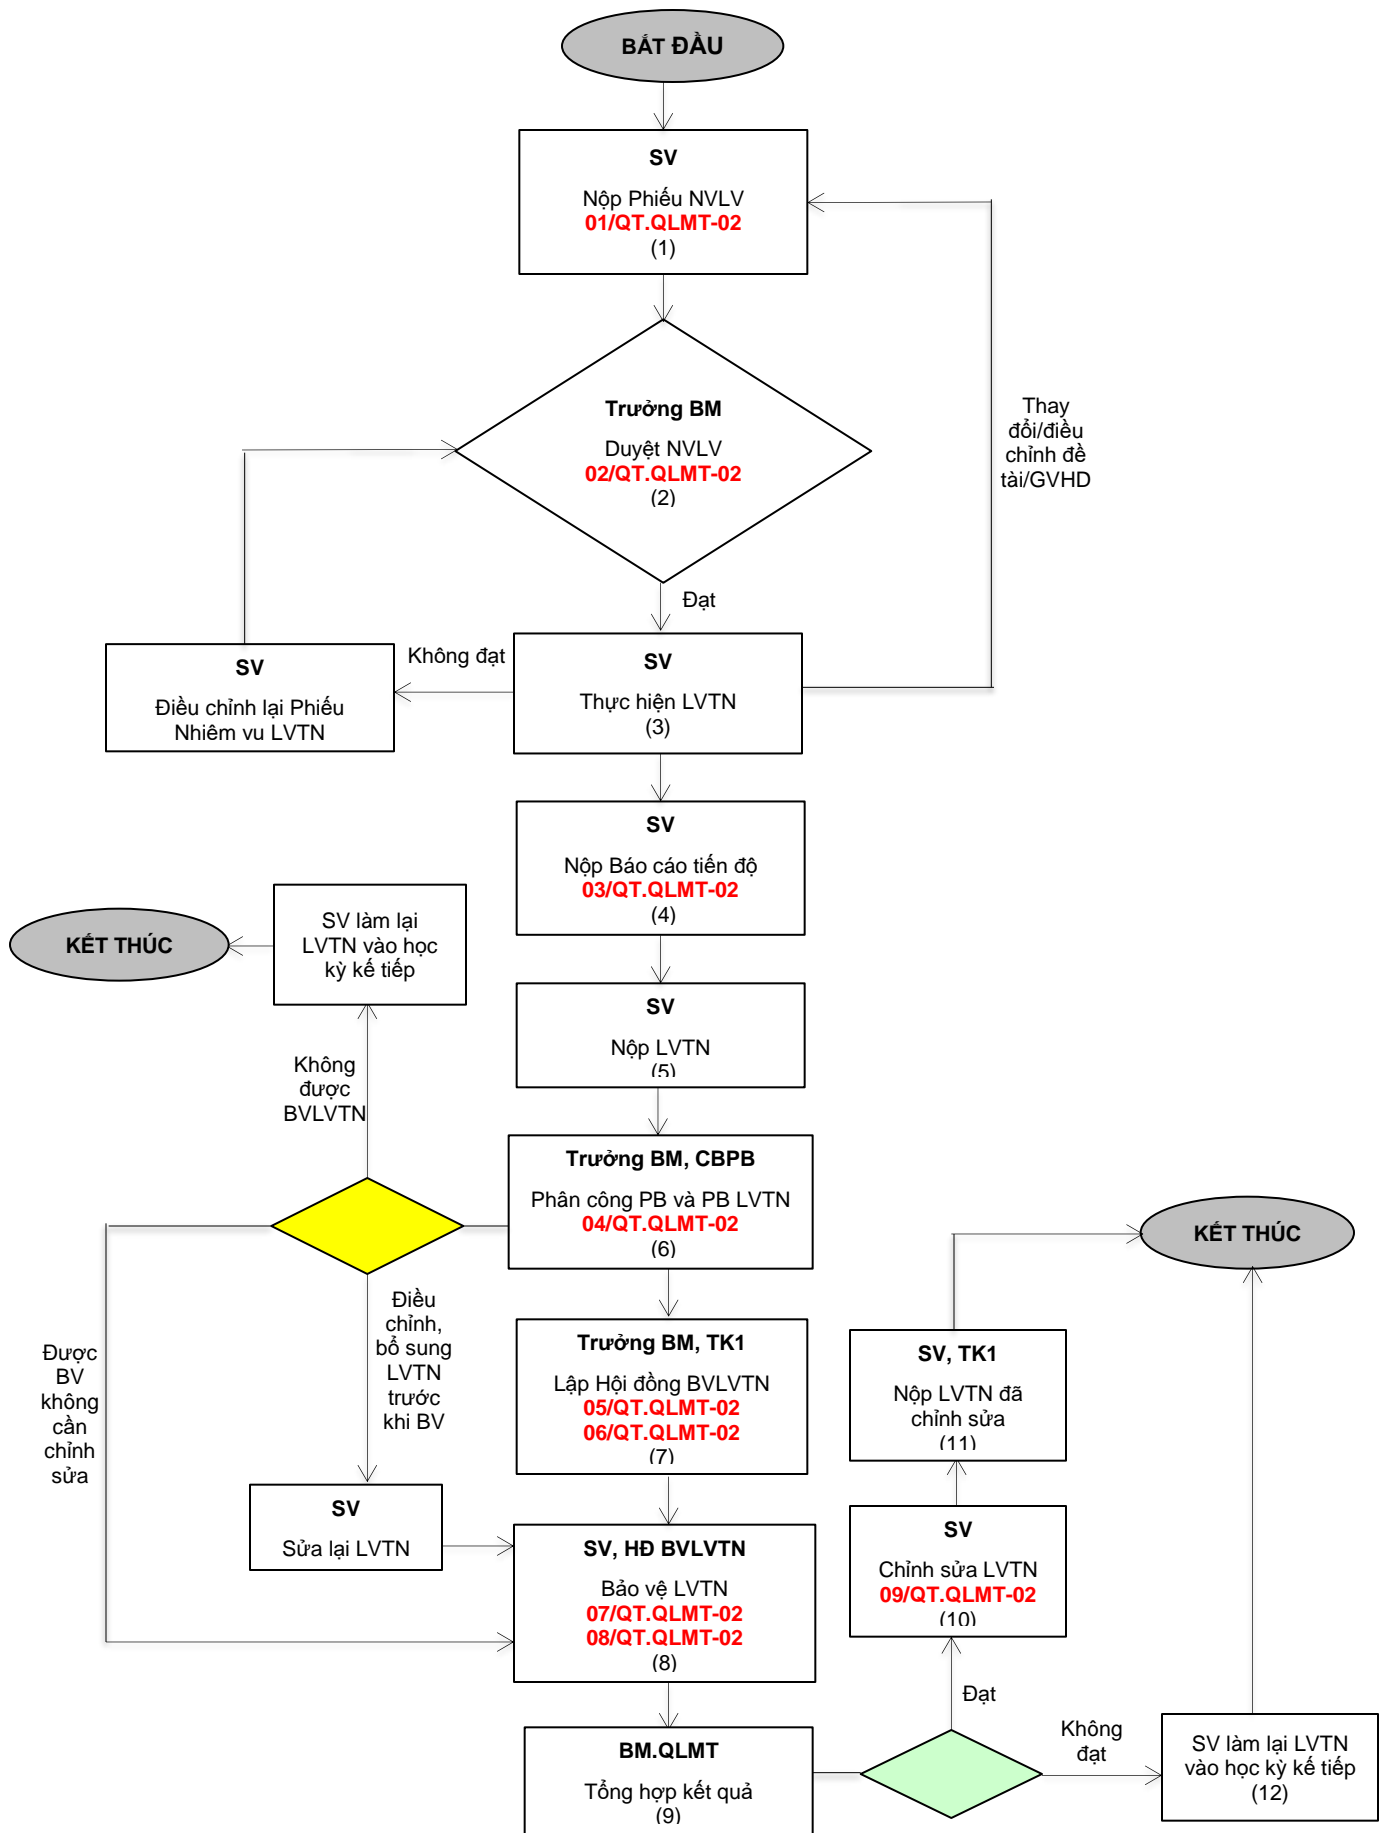 BẮT ĐẦU
SV
Nộp Phiếu NVLV
01/QT.QLMT-02
(1)
Trưởng BM
Duyệt NVLV
02/QT.QLMT-02
(2)
Thay
đổi/điều
chỉnh đề
tài/GVHD
Đạt
SV
Điều chỉnh lại Phiếu
Nhiêm vu LVTN
Không đạt
SV
Thực hiện LVTN
(3)
SV
Nộp Báo cáo tiến độ
03/QT.QLMT-02
(4)
KẾT THÚC
SV làm lại
LVTN vào học
kỳ kế tiếp
SV
Nộp LVTN
(5)
Không
được
BVLVTN
Trưởng BM, CBPB
Phân công PB và PB LVTN
04/QT.QLMT-02
(6)
KẾT THÚC
Được
BV
không
cần
chỉnh
sửa
Điều
chỉnh,
bổ sung
LVTN
trước
khi BV
Trưởng BM, TK1
Lập Hội đồng BVLVTN
05/QT.QLMT-02
06/QT.QLMT-02
(7)
SV, TK1
Nộp LVTN đã
chỉnh sửa
(11)
SV
Sửa lại LVTN
SV, HĐ BVLVTN
Bảo vệ LVTN
07/QT.QLMT-02
08/QT.QLMT-02
(8)
SV
Chỉnh sửa LVTN
09/QT.QLMT-02
(10)
Đạt
BM.QLMT
Tổng hợp kết quả
(9)
Không
đạt
SV làm lại LVTN
vào học kỳ kế tiếp
(12)